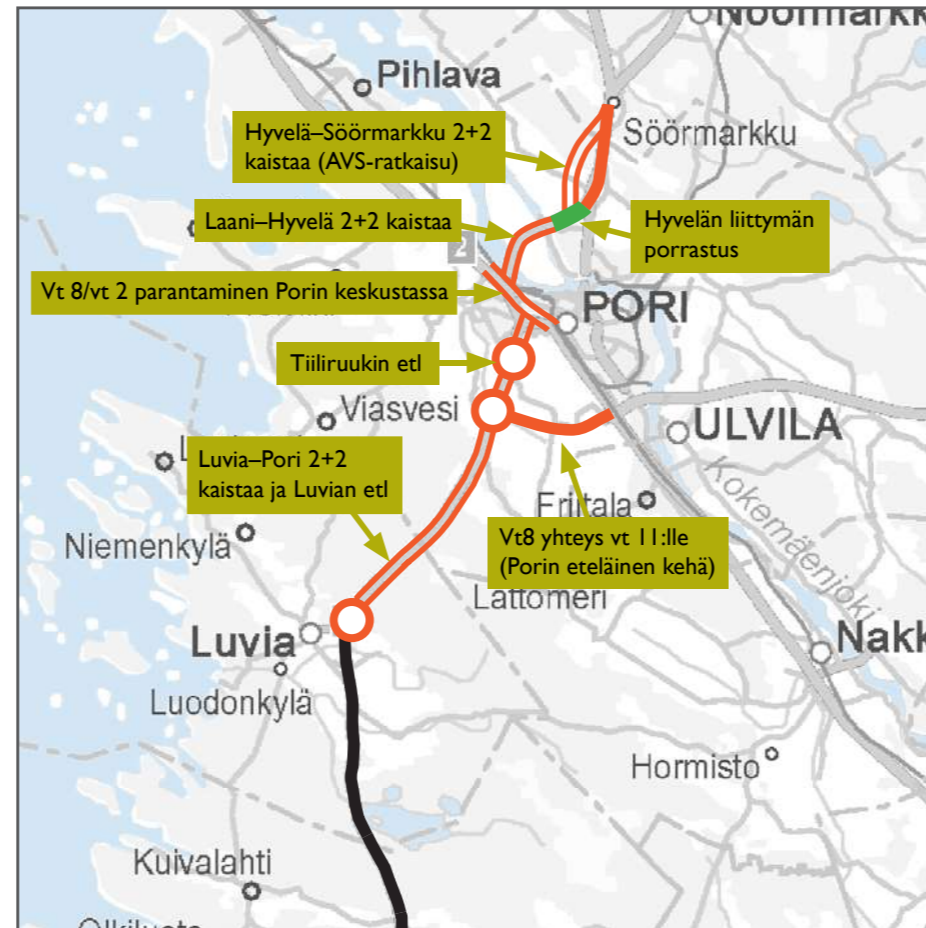 Noormarkk
Pihlava
Hyvelä–Söörmarkku 2+2
kaistaa (AVS-ratkaisu)
Söörmarkku
Laani–Hyvelä 2+2 kaistaa
Hyvelän liittymän
porrastus
2
Vt 8/vt 2 parantaminen Porin keskustassa
PORI
Tiiliruukin etl
Viasvesi
ULVILA
Luvia–Pori 2+2
kaistaa ja Luvian etl
Kokemäenjoki
Friitala
Niemenkylä
Vt8 yhteys vt 11:lle
(Porin eteläinen kehä)
Lattomeri
Luvia
Nakk
Luodonkylä
Hormisto
Kuivalahti